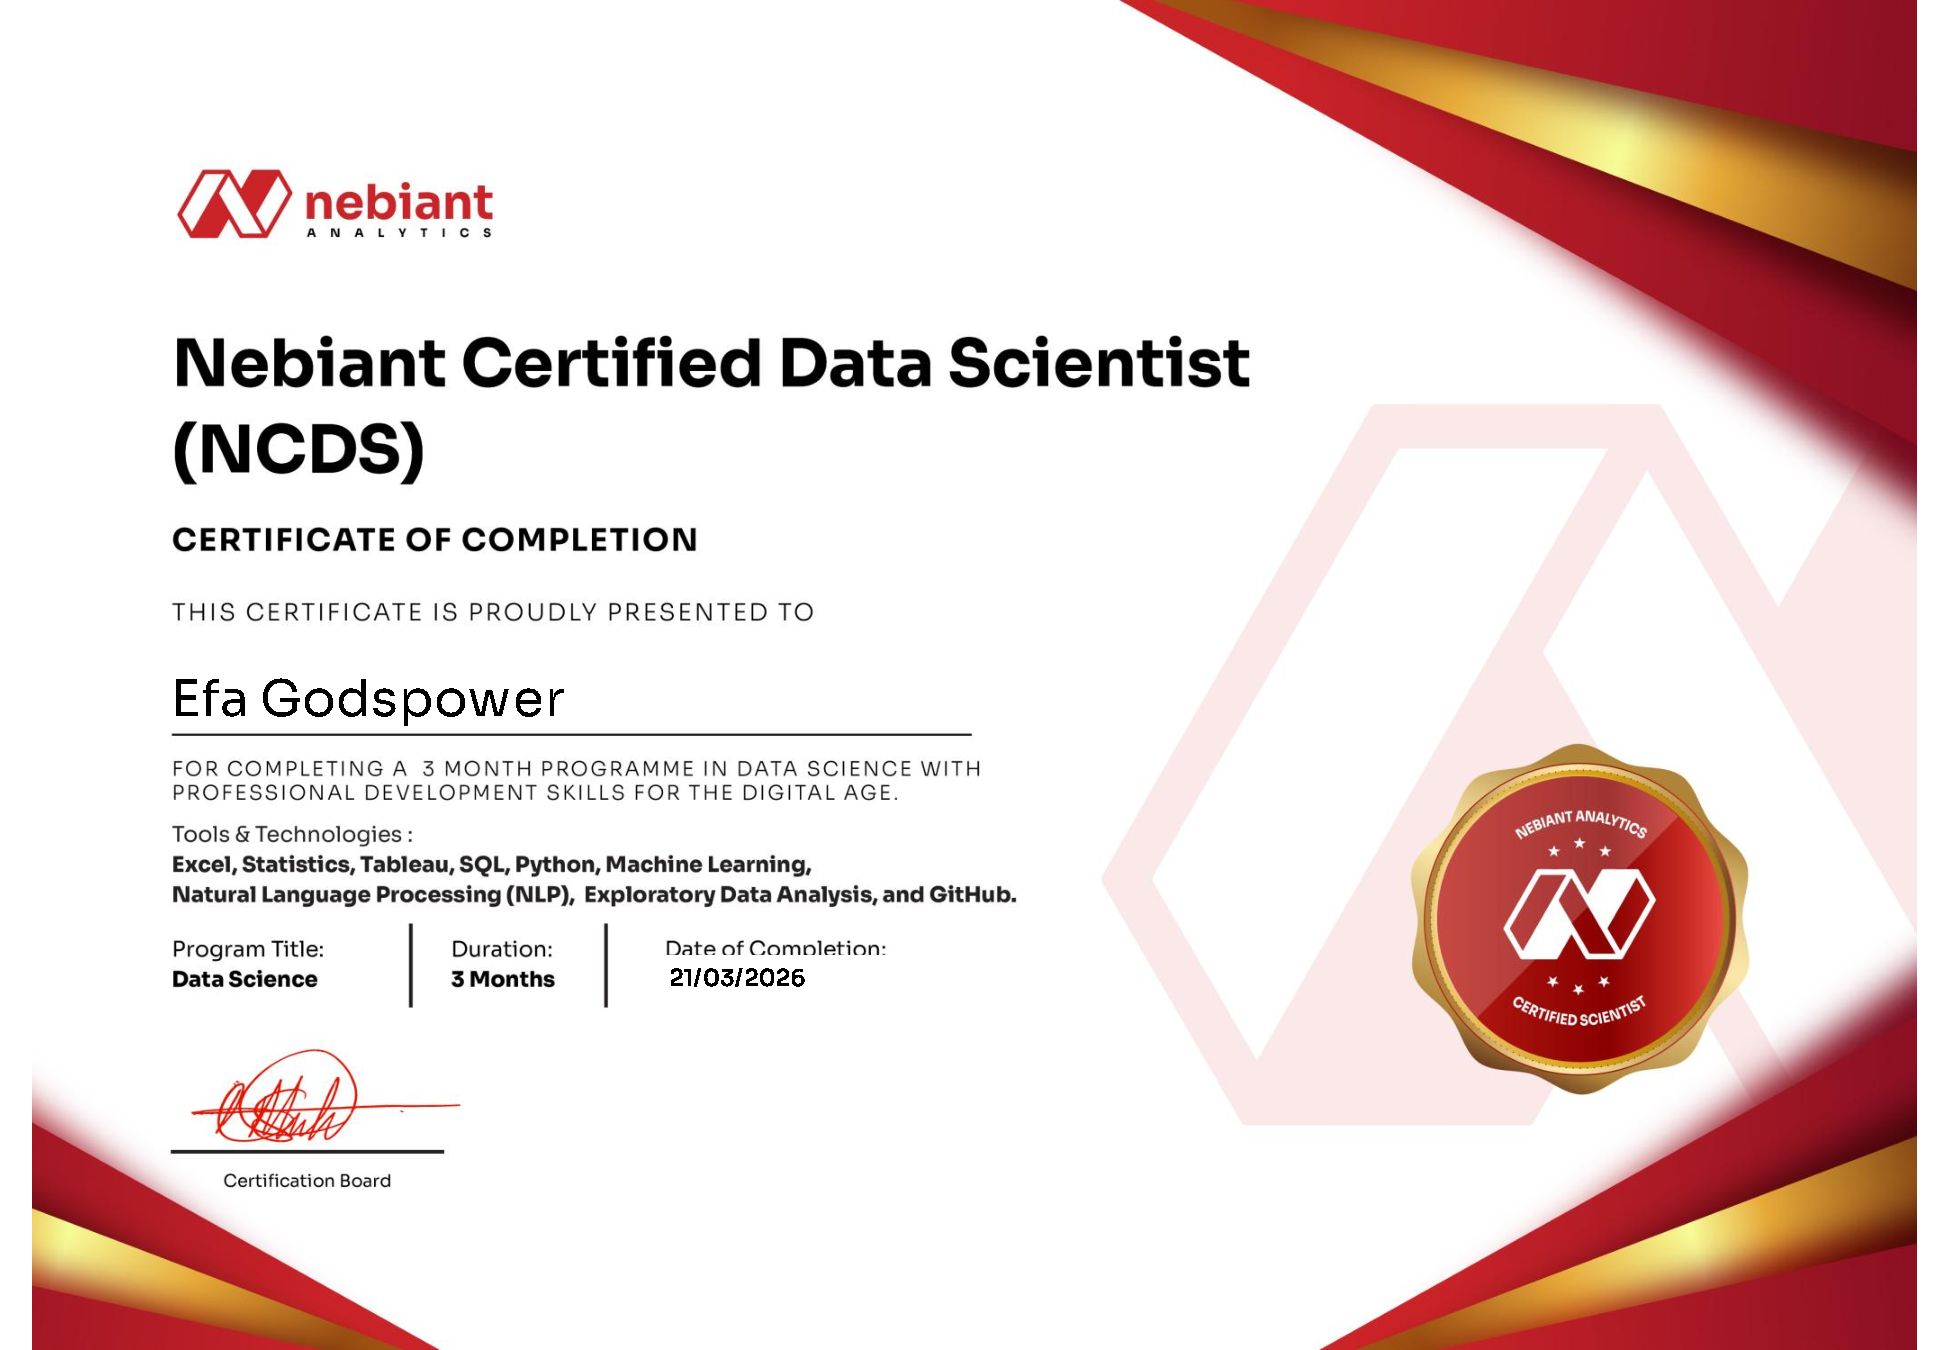 nebiant
ANALYTICS
Nebiant Certified Data Scientist
(NCDS)
CERTIFICATE OF COMPLETION
THIS CERTIFICATE IS PROUDLY PRESENTED TO
Efa Godspower
FOR COMPLETING A 3 MONTH PROGRAMME IN DATA SCIENCE WITH
PROFESSIONAL DEVELOPMENT SKILLS FOR THE DIGITAL AGE.
Tools & Technologies :
Excel, Statistics, Tableau, SQL, Python, Machine Learning,
Natural Language Processing (NLP), Exploratory Data Analysis, and GitHub.
Program Title:
Data Science
Duration:
3 Months
Date of Completion:
21/03/2026
Certification Board
NEBIANT ANALYTICS
CERTIFIED SCIENTIST